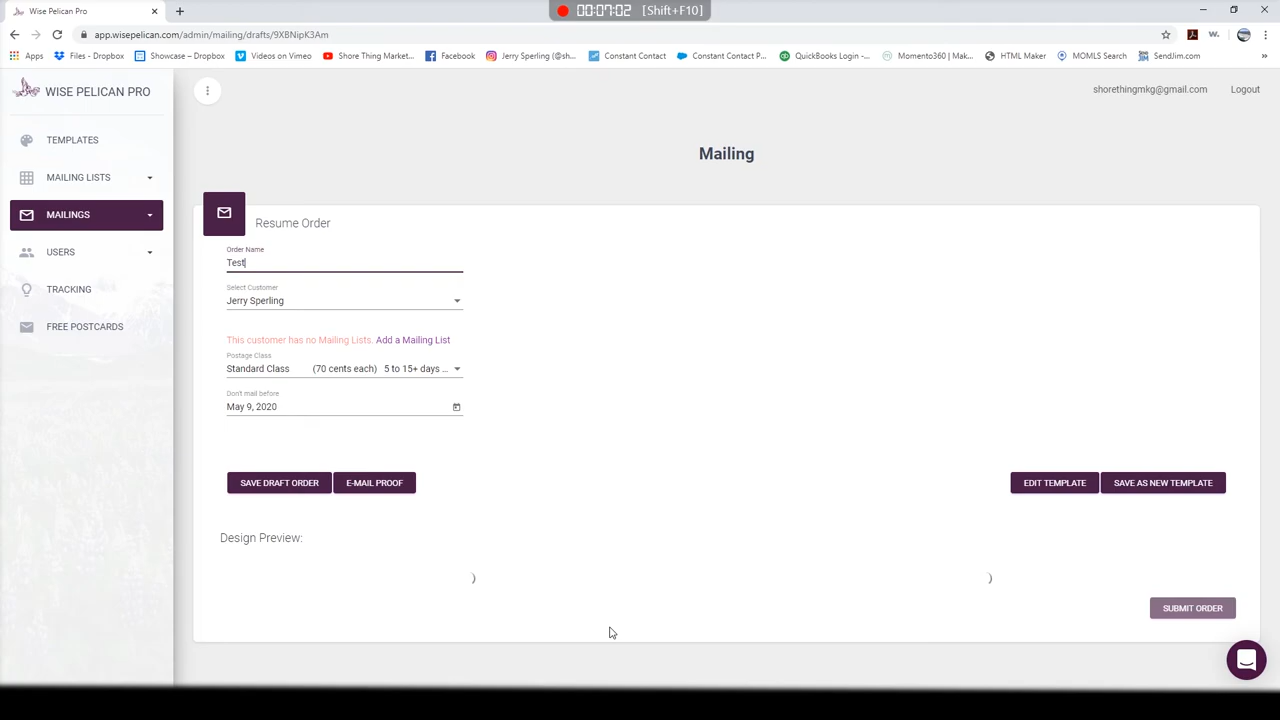 Wise Pelican Pro
00:07:02 [Shift+F10]
app.wisepelican.com/admin/mailing/drafts/9XBNipK3Am
Apps Files - Dropbox Showcase – Dropbox Videos on Vimeo Shore Thing Market... Facebook Jerry Sperling (@sh... Constant Contact Constant Contact P... QuickBooks Login -... Momento360 | Mak... HTML Maker MOMLS Search SendJim.com
WISE PELICAN PRO
shorethingmkg@gmail.com Logout
TEMPLATES
MAILING LISTS
MAILINGS
USERS
TRACKING
FREE POSTCARDS
Mailing
Resume Order
Order Name
Test
Select Customer
Jerry Sperling
This customer has no Mailing Lists. Add a Mailing List
Postage Class
Standard Class (70 cents each) 5 to 15+ days ...
Don't mail before
May 9, 2020
SAVE DRAFT ORDER E-MAIL PROOF EDIT TEMPLATE SAVE AS NEW TEMPLATE
Design Preview:
SUBMIT ORDER